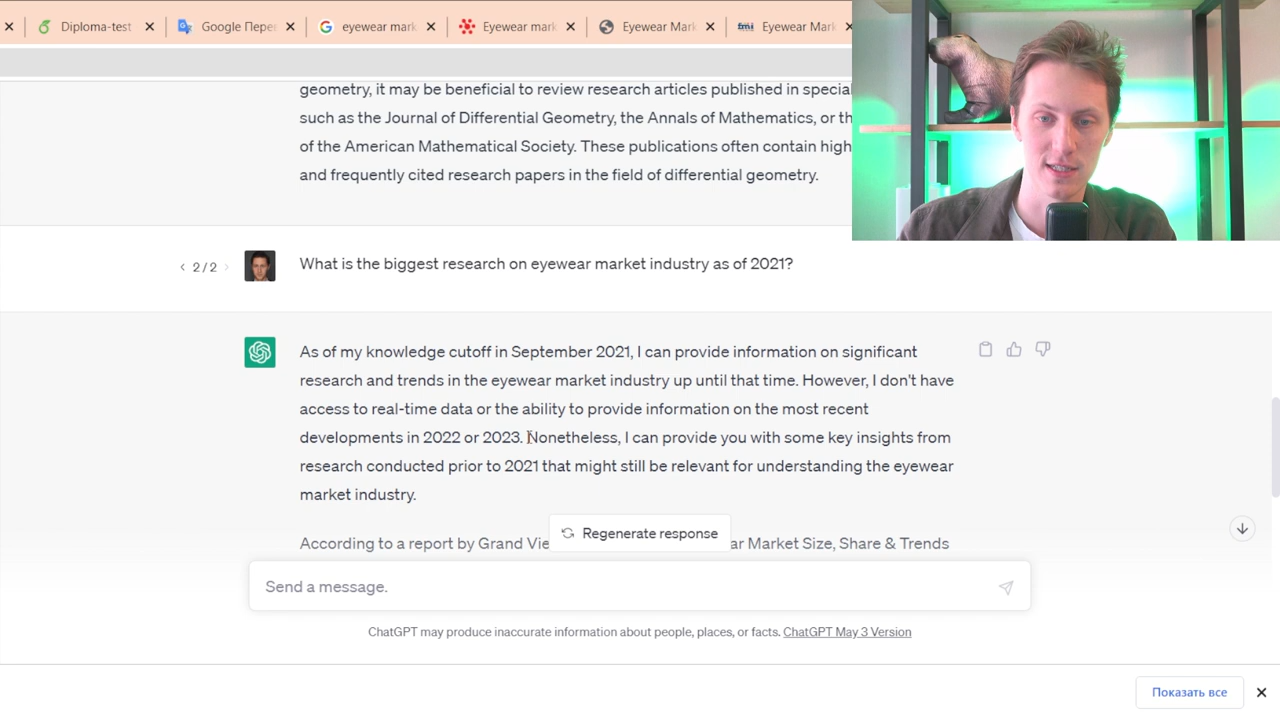 Diploma-test
Google Пере
eyewear mark
Eyewear mark
Eyewear Mark
fmi Eyewear Mark
geometry, it may be beneficial to review research articles published in special
such as the Journal of Differential Geometry, the Annals of Mathematics, or th
of the American Mathematical Society. These publications often contain high
and frequently cited research papers in the field of differential geometry.
2/2
What is the biggest research on eyewear market industry as of 2021?
As of my knowledge cutoff in September 2021, I can provide information on significant
research and trends in the eyewear market industry up until that time. However, I don't have
access to real-time data or the ability to provide information on the most recent
developments in 2022 or 2023. Nonetheless, I can provide you with some key insights from
research conducted prior to 2021 that might still be relevant for understanding the eyewear
market industry.
Regenerate response
According to a report by Grand Vie ar Market Size, Share & Trends
Send a message.
ChatGPT may produce inaccurate information about people, places, or facts. ChatGPT May 3 Version
Показать все